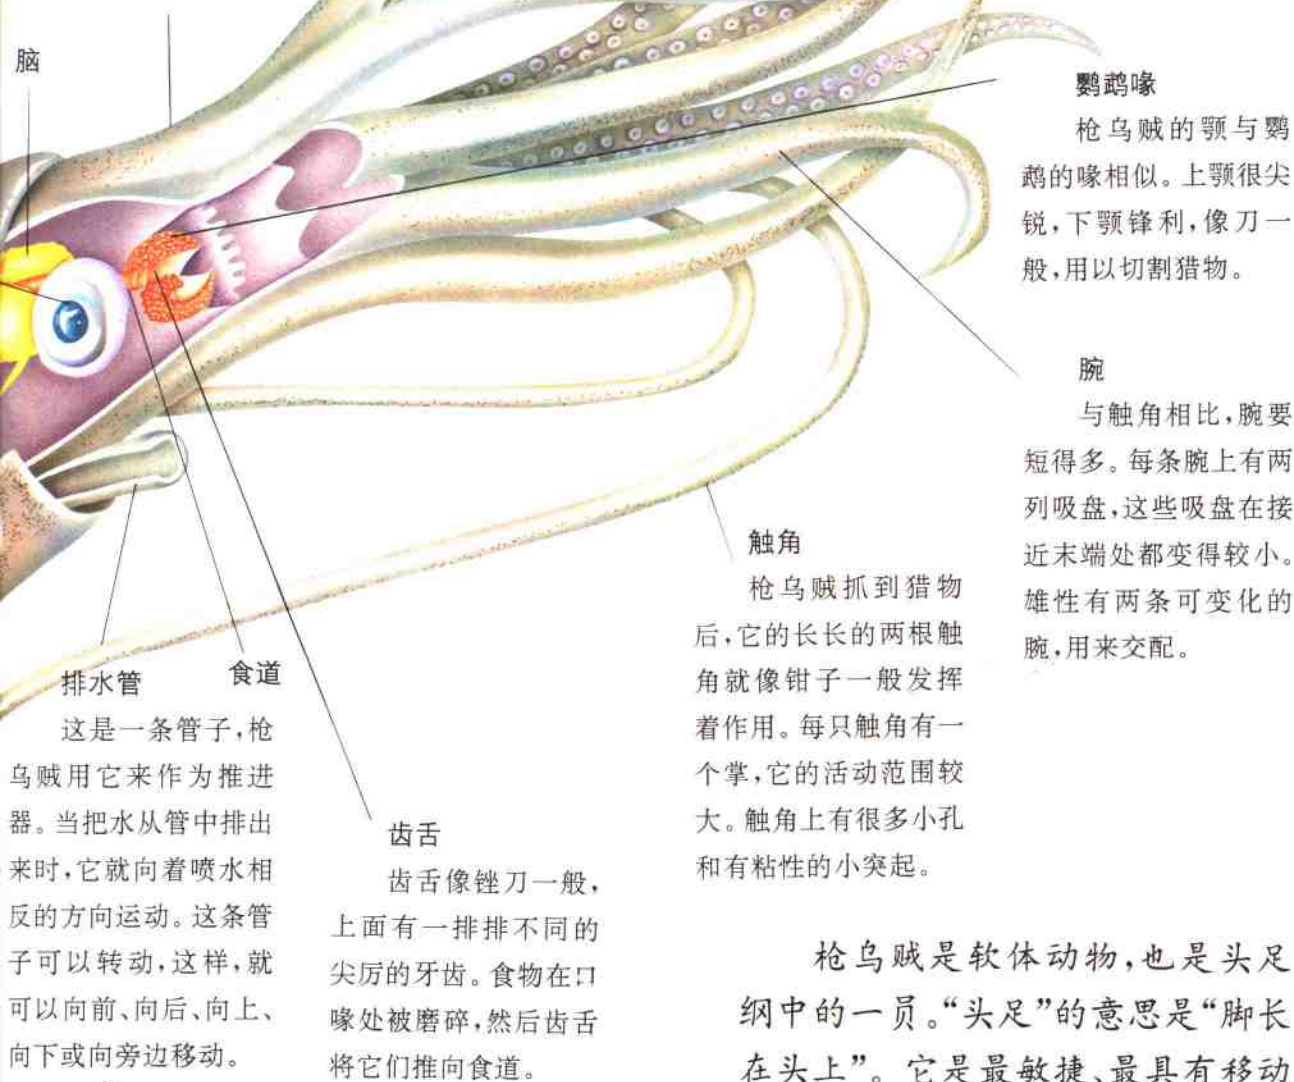 脑
鹦鹉喙
枪乌贼的颚与鹦
鹉的喙相似。上颚很尖
锐,下颚锋利,像刀一
般,用以切割猎物。
腕
与触角相比,腕要
短得多。每条腕上有两
列吸盘,这些吸盘在接
近末端处都变得较小。
雄性有两条可变化的
腕,用来交配。
触角
枪乌贼抓到猎物
后,它的长长的两根触
角就像钳子一般发挥
着作用。每只触角有一
个掌,它的活动范围较
大。触角上有很多小孔
和有粘性的小突起。
食道
排水管
这是一条管子,枪
乌贼用它来作为推进
器。当把水从管中排出
来时,它就向着喷水相
反的方向运动。这条管
子可以转动,这样,就
可以向前、向后、向上、
向下或向旁边移动。
齿舌
齿舌像锉刀一般,
上面有一排排不同的
尖厉的牙齿。食物在口
喙处被磨碎,然后齿舌
将它们推向食道。
枪乌贼是软体动物,也是头足
纲中的一员。“头足”的意思是“脚长
在头上”。它是最敏捷、最具有移动